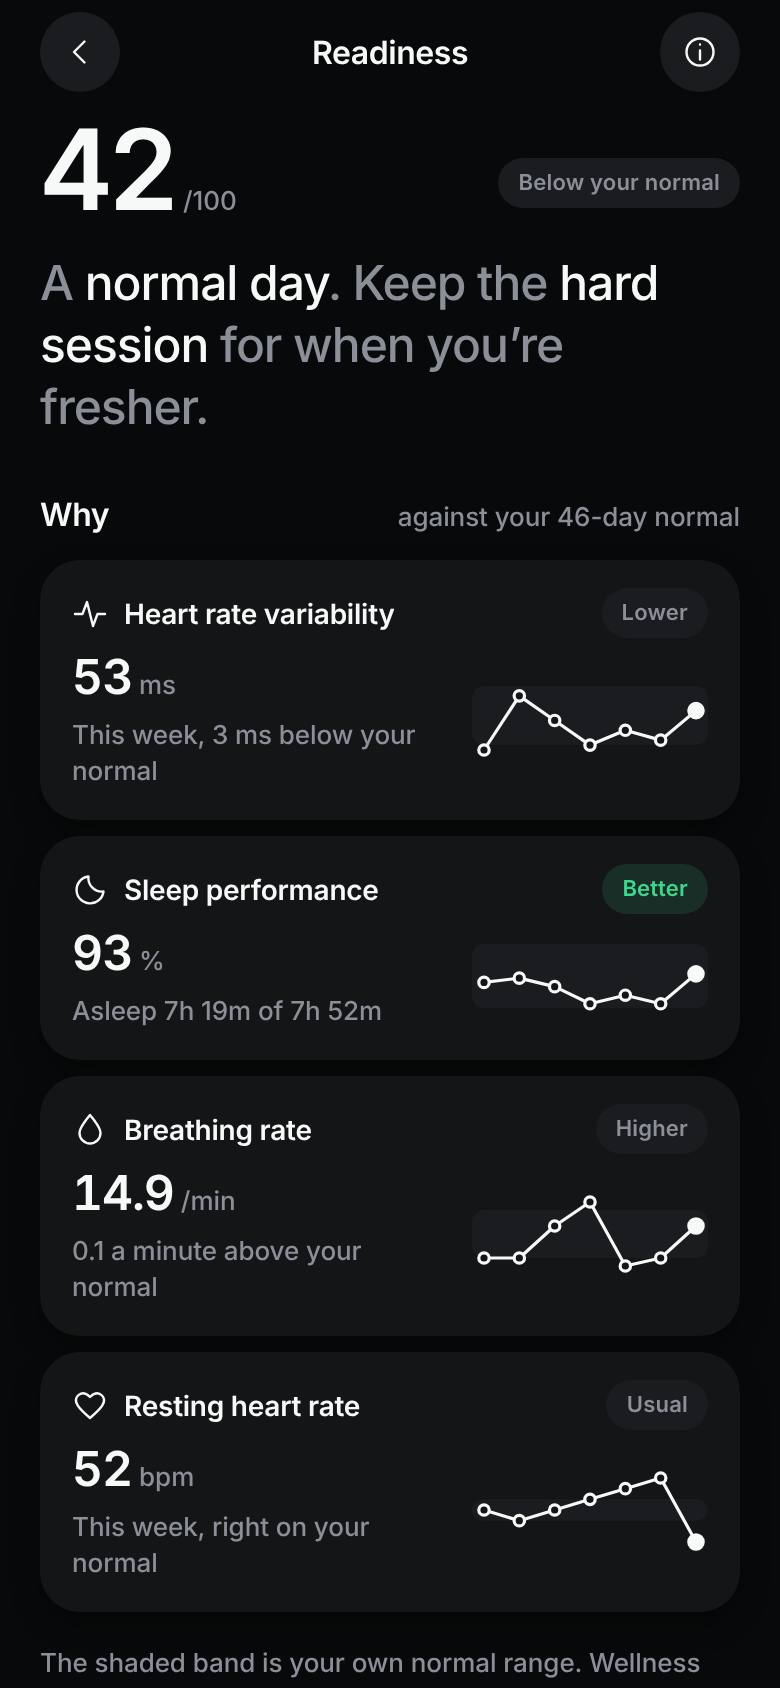 Readiness
42 /100
Below your normal
A normal day. Keep the hard
session for when you’re
fresher.
Why
against your 46-day normal
Heart rate variability
Lower
53 ms
This week, 3 ms below your
normal
Sleep performance
Better
93 %
Asleep 7h 19m of 7h 52m
Breathing rate
Higher
14.9 /min
0.1 a minute above your
normal
Resting heart rate
Usual
52 bpm
This week, right on your
normal
The shaded band is your own normal range. Wellness